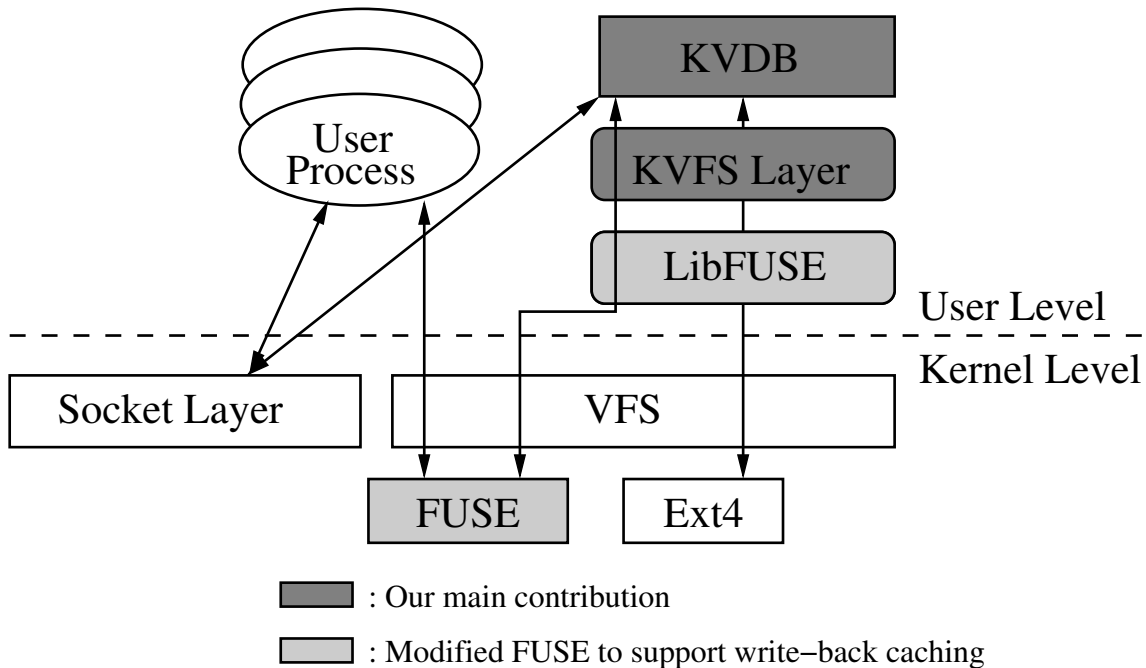 KVDB
User
Process
KVFS Layer
LibFUSE
User Level
Kernel Level
Socket Layer
VFS
FUSE
Ext4
: Our main contribution
: Modified FUSE to support write−back caching